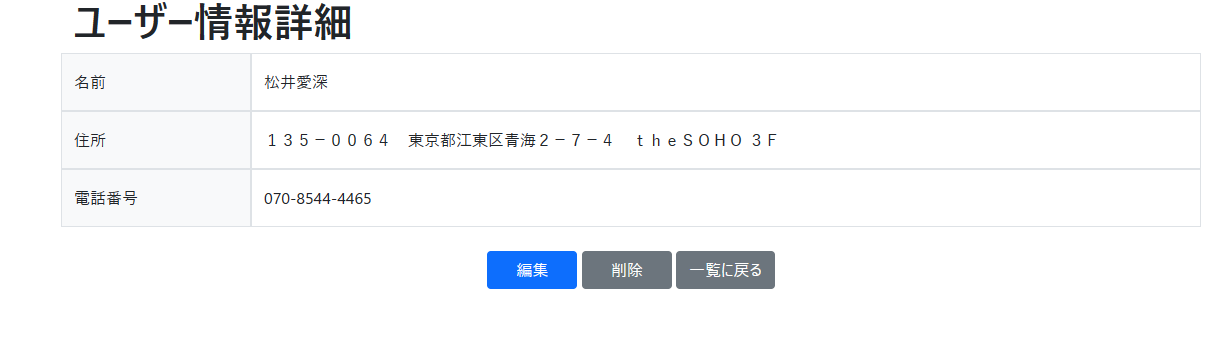 ユーザー情報詳細
名前 松井愛深
住所 １３５－００６４　東京都江東区青海２－７－４　ｔｈｅＳＯＨＯ ３Ｆ
電話番号 070-8544-4465
編集 削除 一覧に戻る